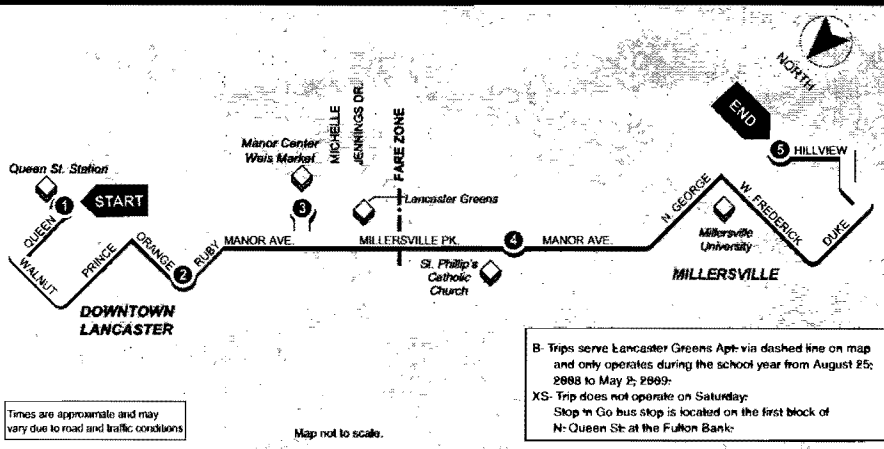 NORTH
END
5
HILLVIEW
MICHELLE
JENNINGS DR.
FARE ZONE
Manor Center
Weis Market
Queen St. Station
1
START
3
Lancaster Greens
N. GEORGE
W. FREDERICK
DUKE
Millersville
University
QUEEN
WALNUT
PRINCE
ORANGE
2
RUBY
MANOR AVE.
MILLERSVILLE PK.
4
MANOR AVE.
St. Phillip's
Catholic
Church
MILLERSVILLE
DOWNTOWN
LANCASTER
B- Trips serve Lancaster Greens Apt. via dashed line on map
and only operates during the school year from August 25,
2008 to May 2, 2009.
XS- Trip does not operate on Saturday.
Stop 'n Go bus stop is located on the first block of
N. Queen St. at the Fulton Bank.
Times are approximate and may
vary due to road and traffic conditions
Map not to scale.